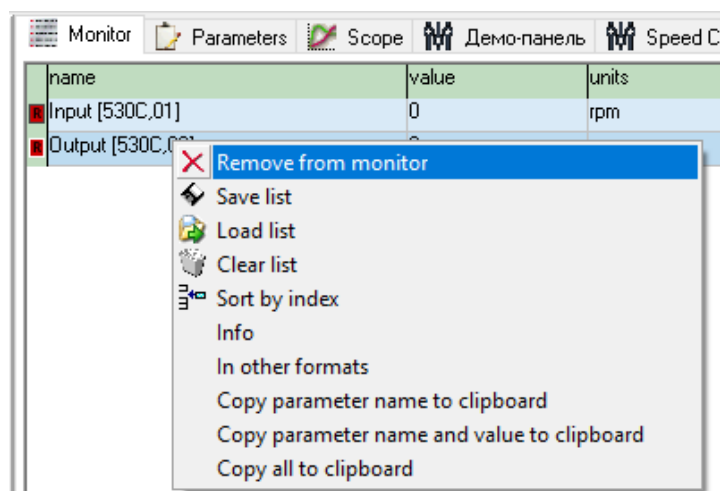 Monitor Parameters Scope Демо-панель Speed C
name value units
R Input [530C,01] 0 rpm
R Output [530C,
Remove from monitor
Save list
Load list
Clear list
Sort by index
Info
In other formats
Copy parameter name to clipboard
Copy parameter name and value to clipboard
Copy all to clipboard